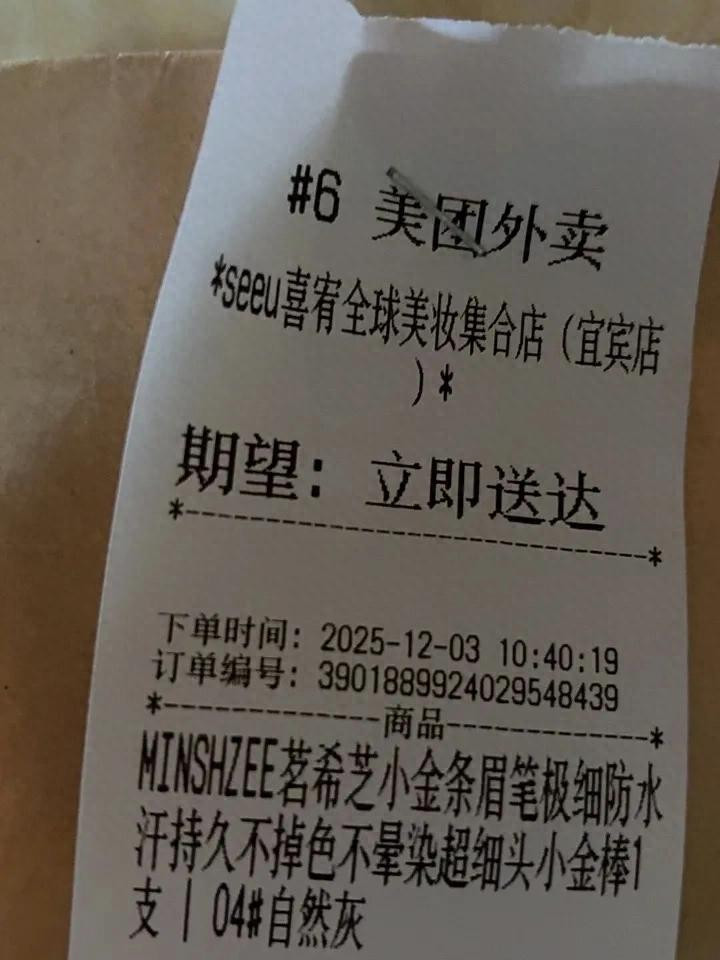 #6 美团外卖
*seeu喜宥全球美妆集合店（宜宾店
）*
期望：立即送达
*--------------------------------*
下单时间：2025-12-03 10:40:19
订单编号：3901889924029548439
*--------------商品--------------*
MINSHZEE茗希芝小金条眉笔极细防水
汗持久不掉色不晕染超细头小金棒1
支 | 04#自然灰